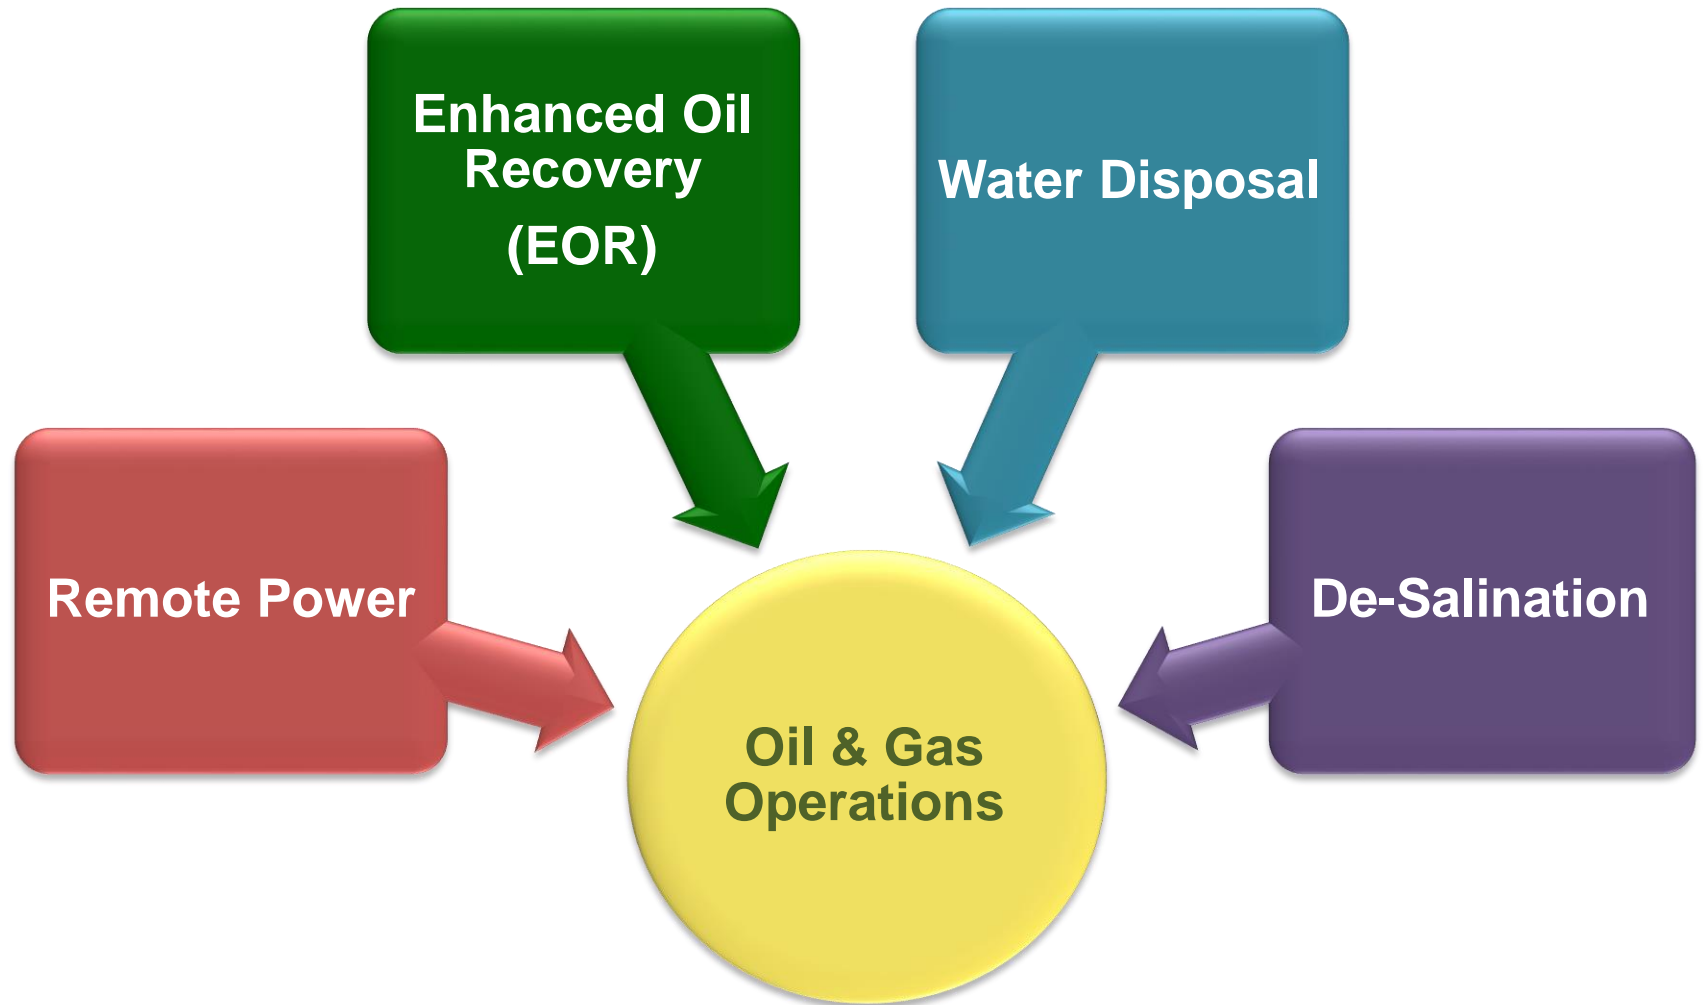 Enhanced Oil
Recovery
(EOR)
Water Disposal
Remote Power
De-Salination
Oil & Gas
Operations